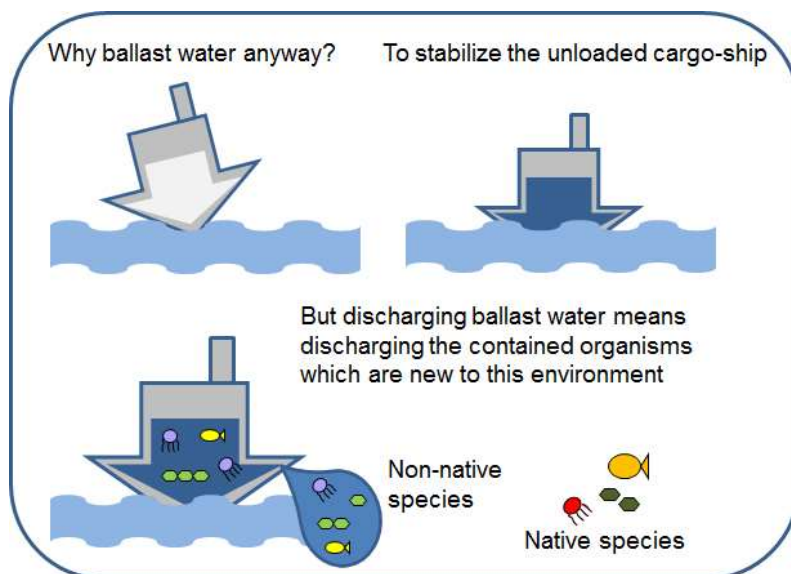 Why ballast water anyway?
To stabilize the unloaded cargo-ship
But discharging ballast water means
discharging the contained organisms
which are new to this environment
Non-native
species
Native species